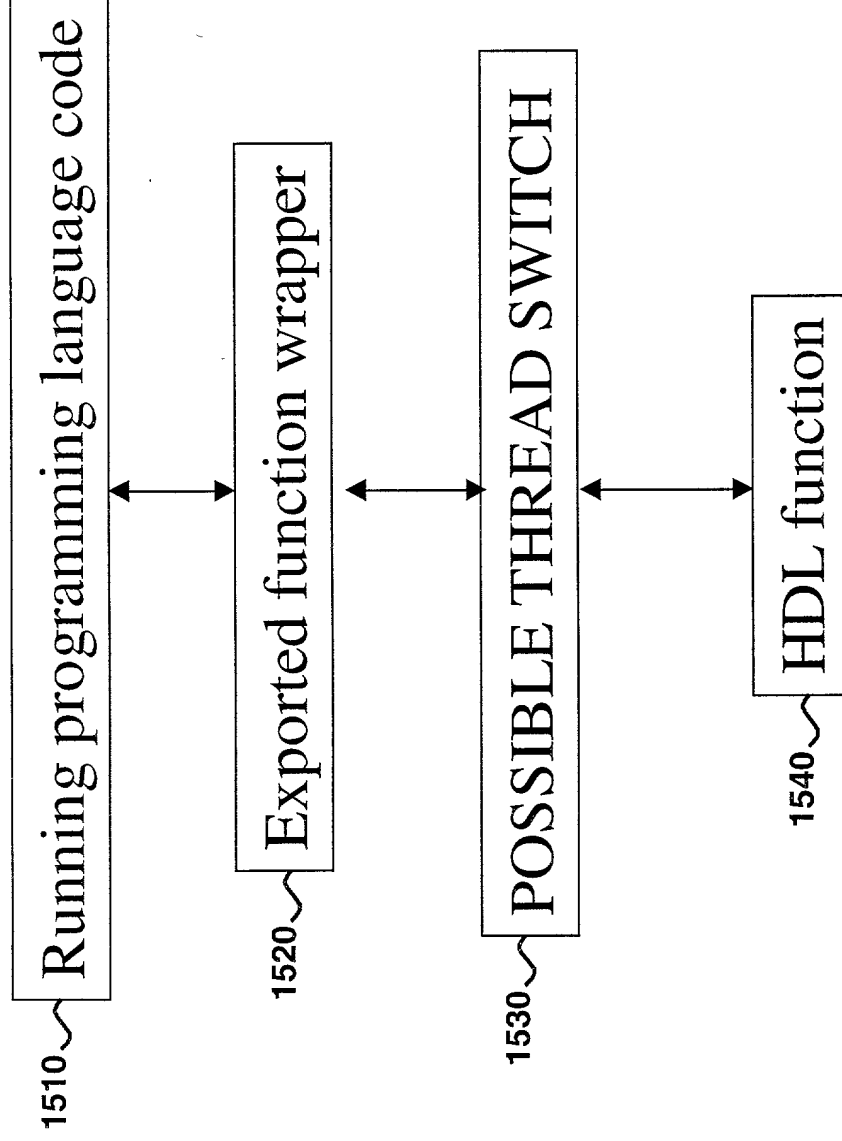 1510
Running programming language code
1520
Exported function wrapper
1530
POSSIBLE THREAD SWITCH
1540
HDL function